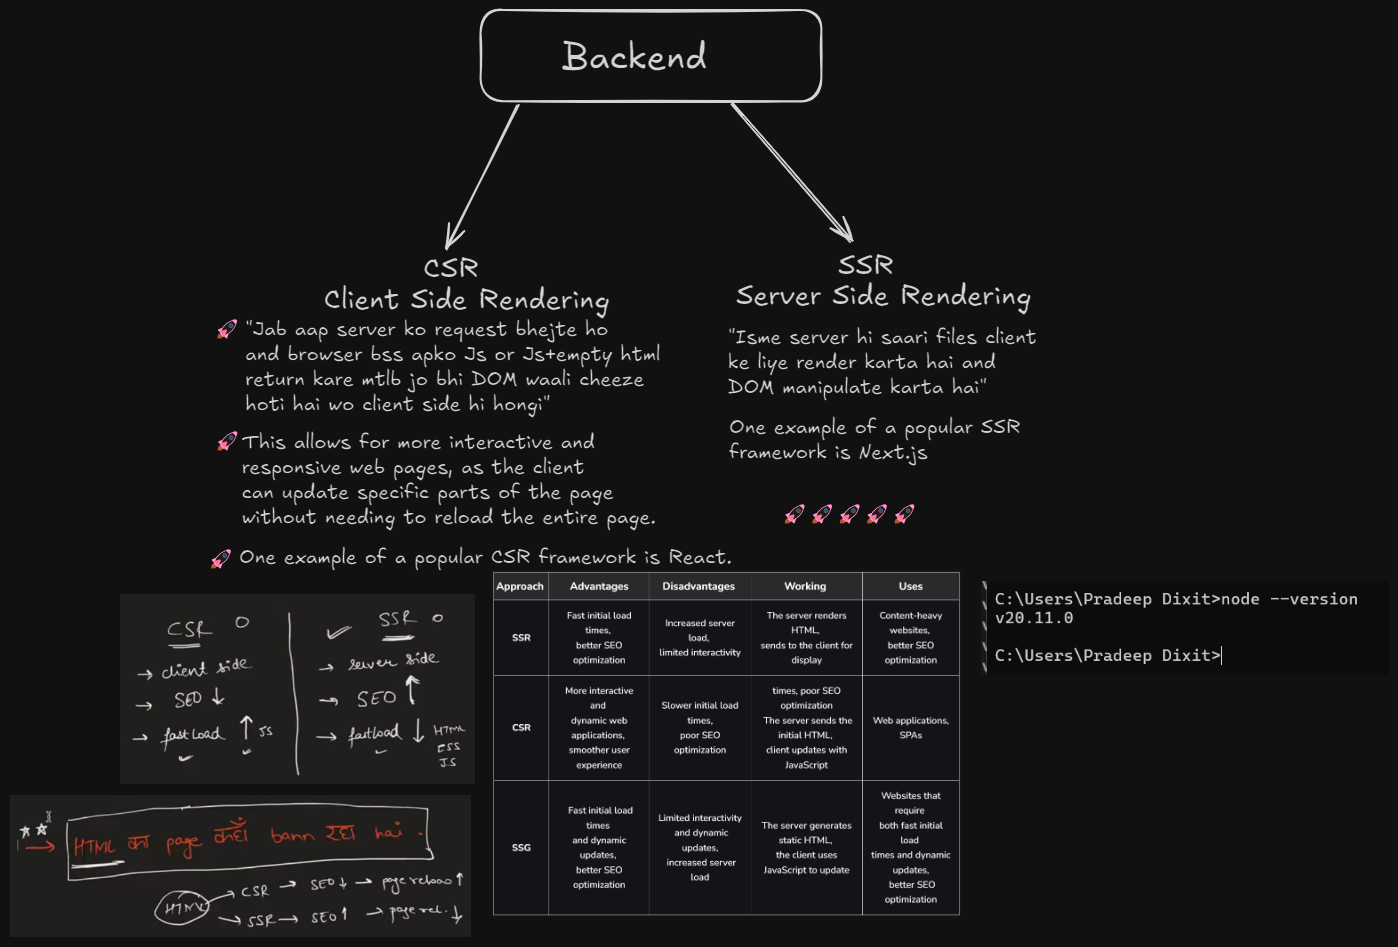 Backend
CSR
Client Side Rendering
🚀 "Jab aap server ko request bhejte ho
and browser bss apko Js or Js+empty html
return kare mtlb jo bhi DOM waali cheeze
hoti hai wo client side hi hongi"
🚀 This allows for more interactive and
responsive web pages, as the client
can update specific parts of the page
without needing to reload the entire page.
🚀 One example of a popular CSR framework is React.
SSR
Server Side Rendering
"Isme server hi saari files client
ke liye render karta hai and
DOM manipulate karta hai"
One example of a popular SSR
framework is Next.js
🚀🚀🚀🚀🚀
CSR
→ client side
→ SEO ↓
→ fast load ↑ JS
✓ SSR
→ server side
→ SEO ↑
→ fastload ↓ HTML
CSS
JS
HTML का page कहाँ bann रहा hai.
HTML
→ CSR → SEO ↓ → page reload ↑
→ SSR → SEO ↑ → page rel. ↓
Approach Advantages Disadvantages Working Uses
SSR
Fast initial load
times,
better SEO
optimization
Increased server
load,
limited interactivity
The server renders
HTML,
sends to the client for
display
Content-heavy
websites,
better SEO
optimization
CSR
More interactive
and
dynamic web
applications,
smoother user
experience
Slower initial load
times,
poor SEO
optimization
times, poor SEO
optimization
The server sends the
initial HTML,
client updates with
JavaScript
Web applications,
SPAs
SSG
Fast initial load
times
and dynamic
updates,
better SEO
optimization
Limited interactivity
and dynamic
updates,
increased server
load
The server generates
static HTML,
the client uses
JavaScript to update
Websites that
require
both fast initial
load
times and dynamic
updates,
better SEO
optimization
C:\Users\Pradeep Dixit>node --version
v20.11.0
C:\Users\Pradeep Dixit>